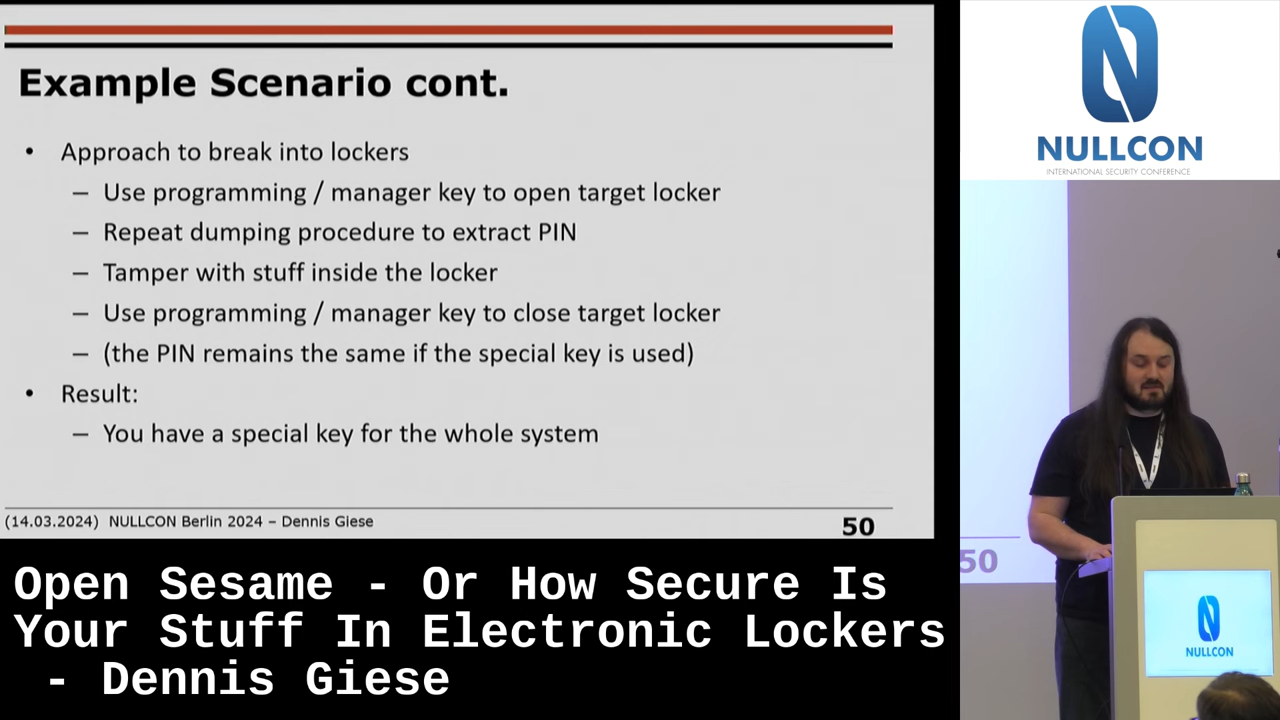 Example Scenario cont.
• Approach to break into lockers
– Use programming / manager key to open target locker
– Repeat dumping procedure to extract PIN
– Tamper with stuff inside the locker
– Use programming / manager key to close target locker
– (the PIN remains the same if the special key is used)
• Result:
– You have a special key for the whole system
(14.03.2024) NULLCON Berlin 2024 – Dennis Giese
50
Open Sesame - Or How Secure Is
Your Stuff In Electronic Lockers
- Dennis Giese
NULLCON
INTERNATIONAL SECURITY CONFERENCE
50
NULLCON